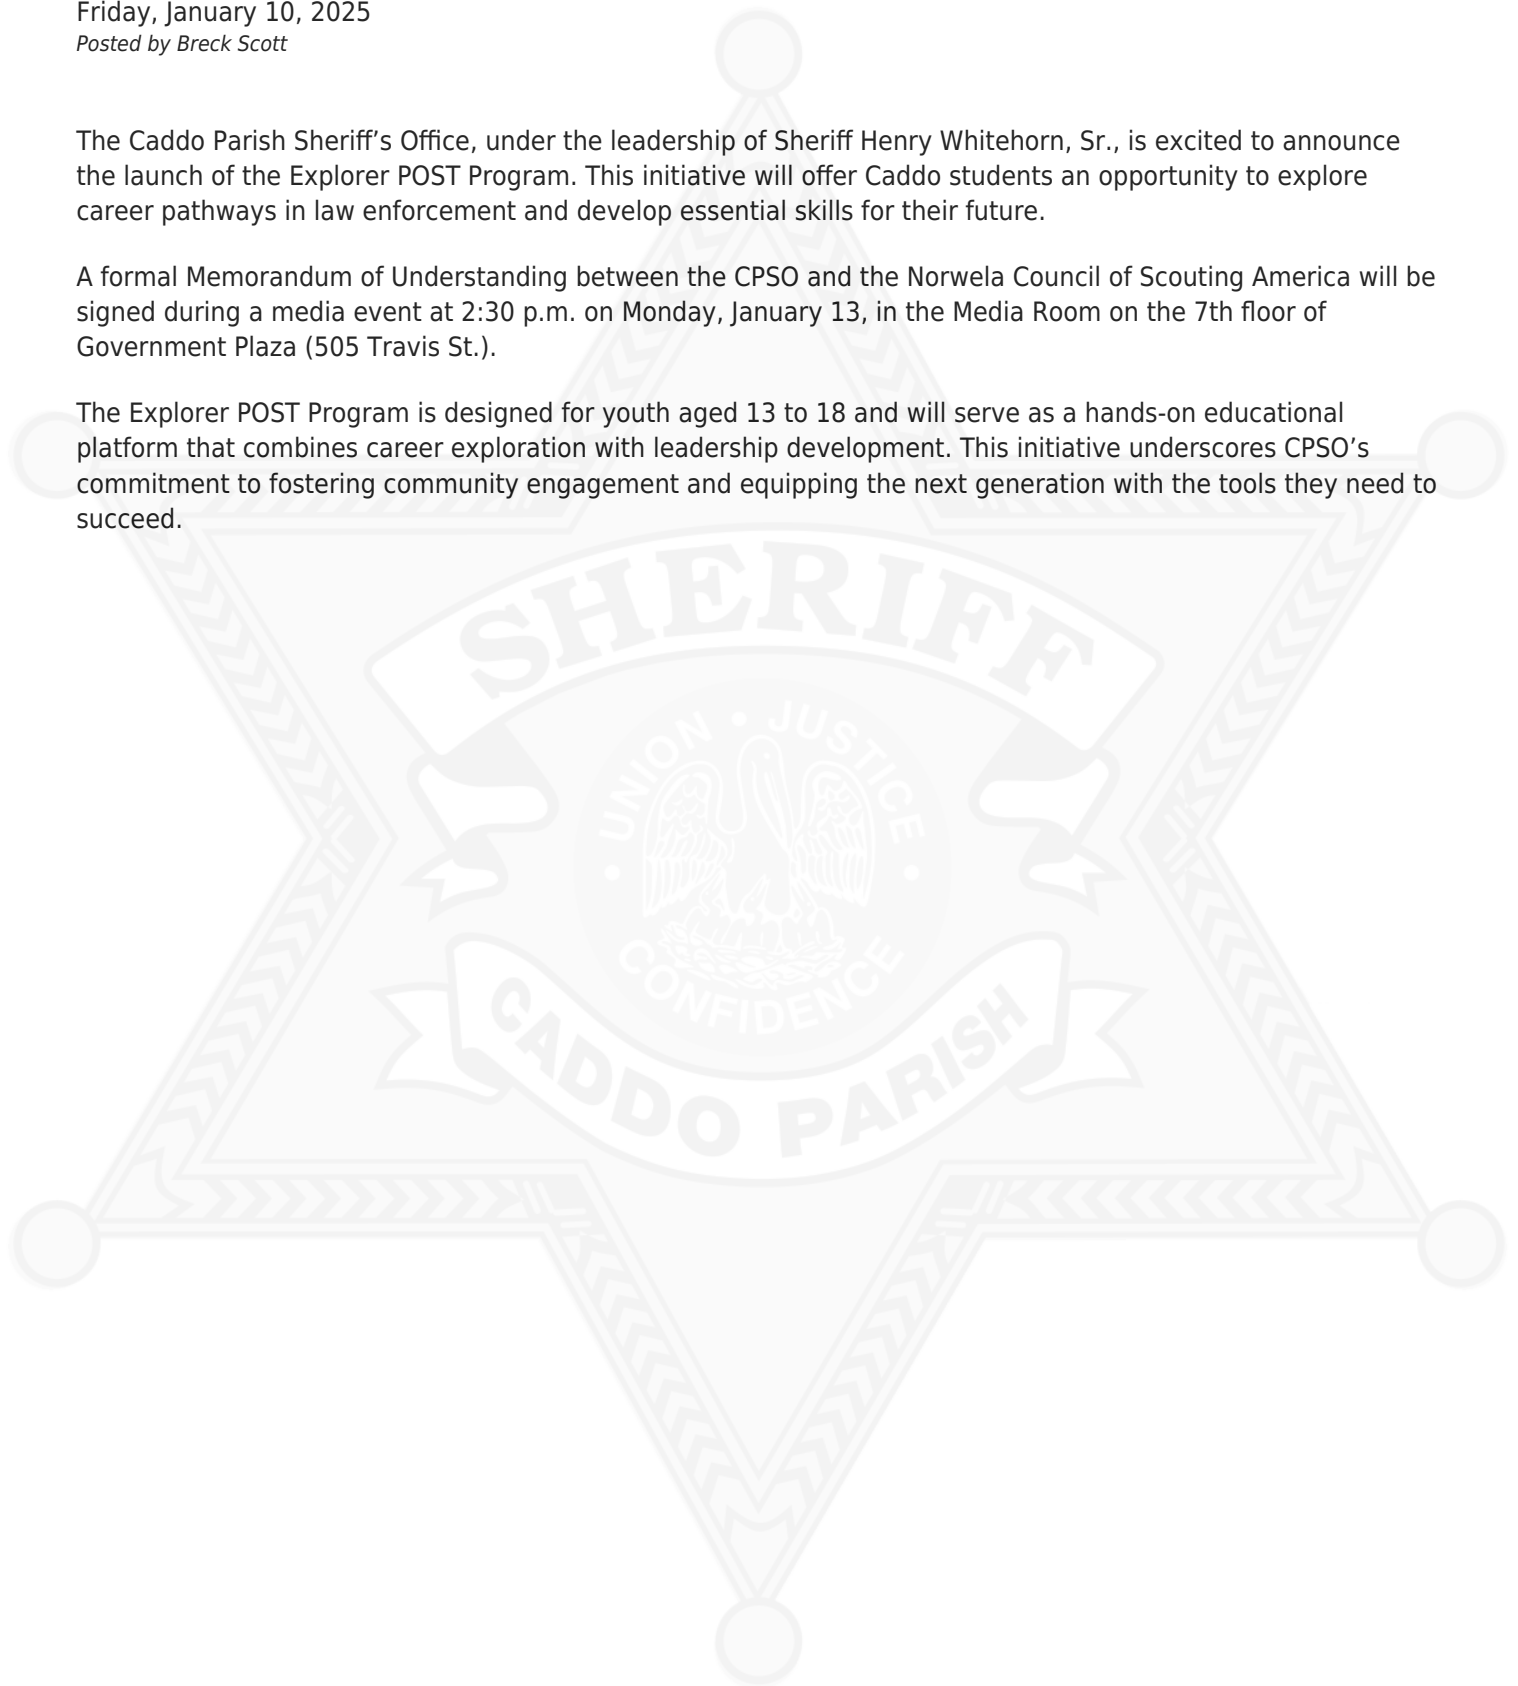 Friday, January 10, 2025
Posted by Breck Scott
The Caddo Parish Sheriff’s Office, under the leadership of Sheriff Henry Whitehorn, Sr., is excited to announce
the launch of the Explorer POST Program. This initiative will offer Caddo students an opportunity to explore
career pathways in law enforcement and develop essential skills for their future.
A formal Memorandum of Understanding between the CPSO and the Norwela Council of Scouting America will be
signed during a media event at 2:30 p.m. on Monday, January 13, in the Media Room on the 7th floor of
Government Plaza (505 Travis St.).
The Explorer POST Program is designed for youth aged 13 to 18 and will serve as a hands-on educational
platform that combines career exploration with leadership development. This initiative underscores CPSO’s
commitment to fostering community engagement and equipping the next generation with the tools they need to
succeed.
SHERIFF
UNION • JUSTICE
• CONFIDENCE •
CADDO PARISH